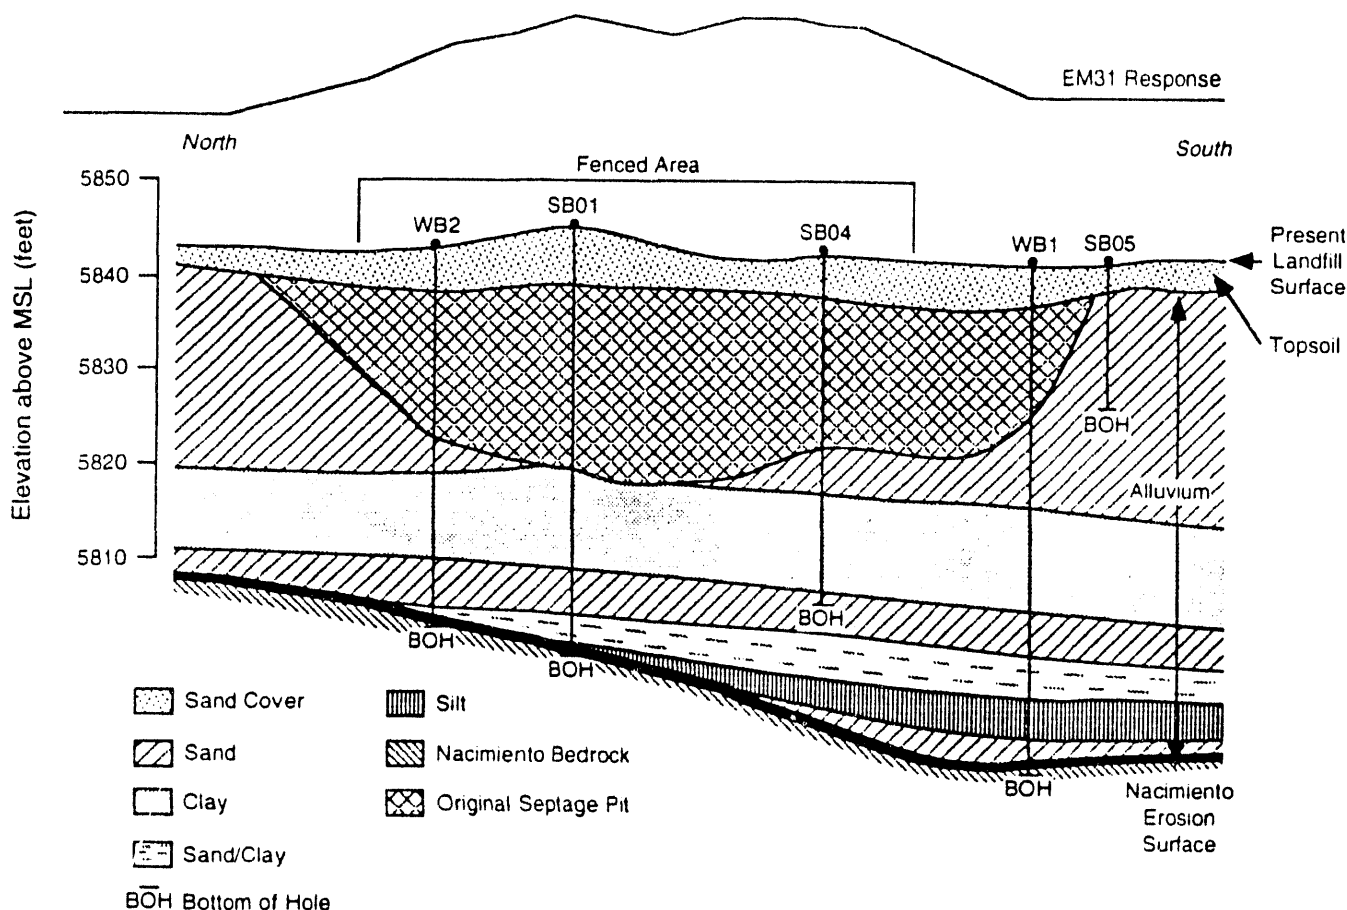 EM31 Response
North
South
Fenced Area
5850
5840
5830
5820
5810
Elevation above MSL (feet)
WB2
SB01
SB04
WB1
SB05
Present
Landfill
Surface
Topsoil
BOH
Alluvium
BOH
BOH
BOH
BOH
Nacimiento
Erosion
Surface
Sand Cover
Sand
Clay
Sand/Clay
BOH Bottom of Hole
Silt
Nacimiento Bedrock
Original Septage Pit